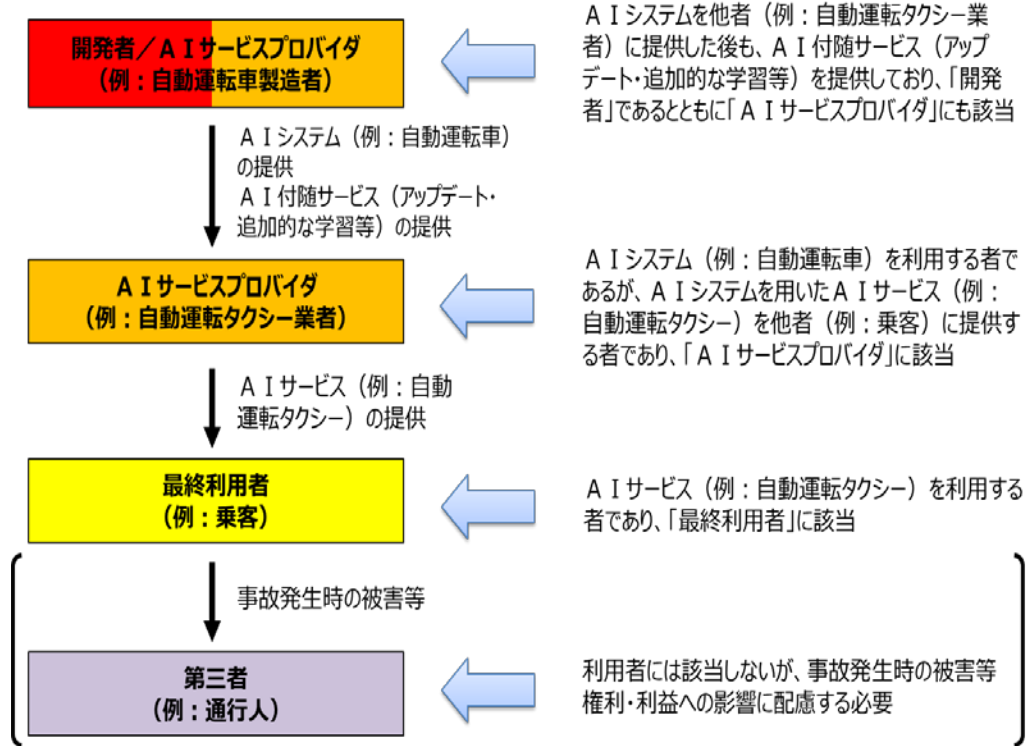 開発者／ＡＩサービスプロバイダ
（例：自動運転車製造者）
ＡＩシステムを他者（例：自動運転タクシー業
者）に提供した後も、ＡＩ付随サービス（アップ
デート・追加的な学習等）を提供しており、「開発
者」であるとともに「ＡＩサービスプロバイダ」にも該当
ＡＩシステム（例：自動運転車）
の提供
ＡＩ付随サービス（アップデート・
追加的な学習等）の提供
ＡＩサービスプロバイダ
（例：自動運転タクシー業者）
ＡＩシステム（例：自動運転車）を利用する者で
あるが、ＡＩシステムを用いたＡＩサービス（例：
自動運転タクシー）を他者（例：乗客）に提供す
る者であり、「ＡＩサービスプロバイダ」に該当
ＡＩサービス（例：自動
運転タクシー）の提供
最終利用者
（例：乗客）
ＡＩサービス（例：自動運転タクシー）を利用する
者であり、「最終利用者」に該当
事故発生時の被害等
第三者
（例：通行人）
利用者には該当しないが、事故発生時の被害等
権利・利益への影響に配慮する必要